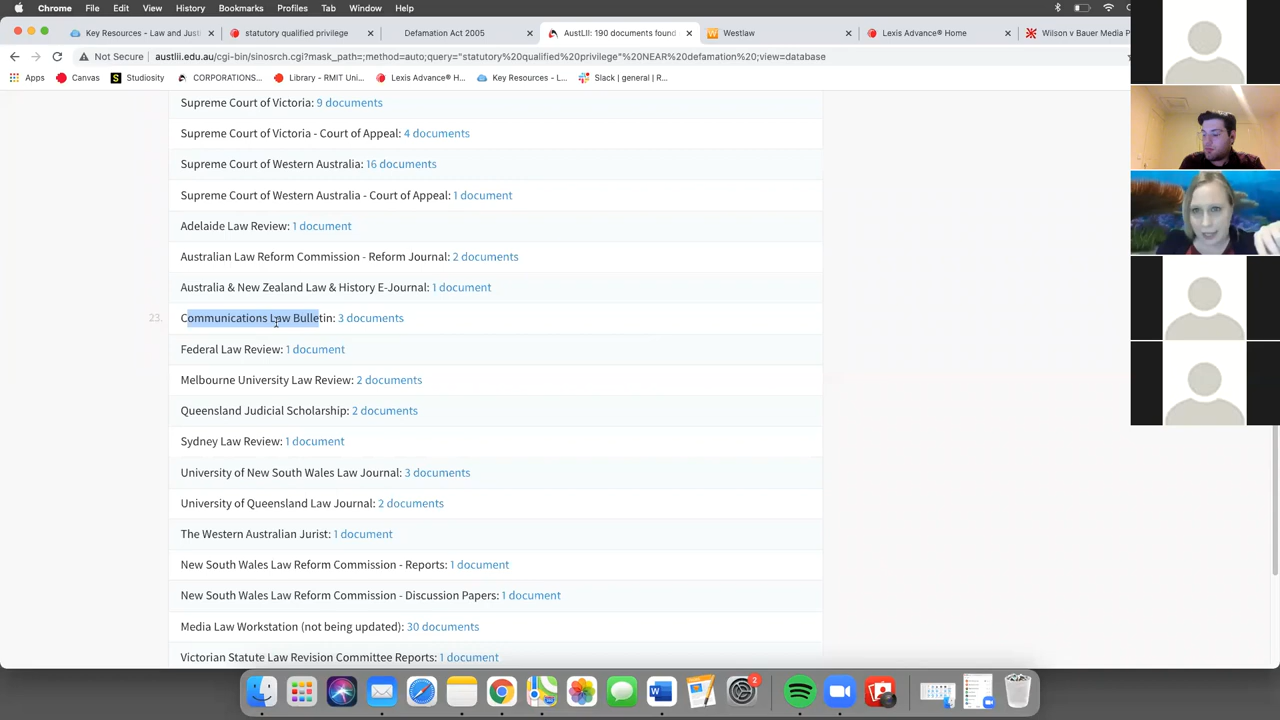 Chrome File Edit View History Bookmarks Profiles Tab Window Help
Key Resources - Law and Just
statutory qualified privilege
Defamation Act 2005
AustLII: 190 documents found
Westlaw
Lexis Advance® Home
Wilson v Bauer Media P
Not Secure
austlii.edu.au/cgi-bin/sinosrch.cgi?mask_path=;method=auto;query="statutory%20qualified%20privilege"%20NEAR%20defamation%20;view=database
Apps Canvas Studiosity CORPORATIONS... Library - RMIT Uni... Lexis Advance® H... Key Resources - L... Slack | general | R...
Supreme Court of Victoria: 9 documents
Supreme Court of Victoria - Court of Appeal: 4 documents
Supreme Court of Western Australia: 16 documents
Supreme Court of Western Australia - Court of Appeal: 1 document
Adelaide Law Review: 1 document
Australian Law Reform Commission - Reform Journal: 2 documents
Australia & New Zealand Law & History E-Journal: 1 document
23. Communications Law Bulletin: 3 documents
Federal Law Review: 1 document
Melbourne University Law Review: 2 documents
Queensland Judicial Scholarship: 2 documents
Sydney Law Review: 1 document
University of New South Wales Law Journal: 3 documents
University of Queensland Law Journal: 2 documents
The Western Australian Jurist: 1 document
New South Wales Law Reform Commission - Reports: 1 document
New South Wales Law Reform Commission - Discussion Papers: 1 document
Media Law Workstation (not being updated): 30 documents
Victorian Statute Law Revision Committee Reports: 1 document
2